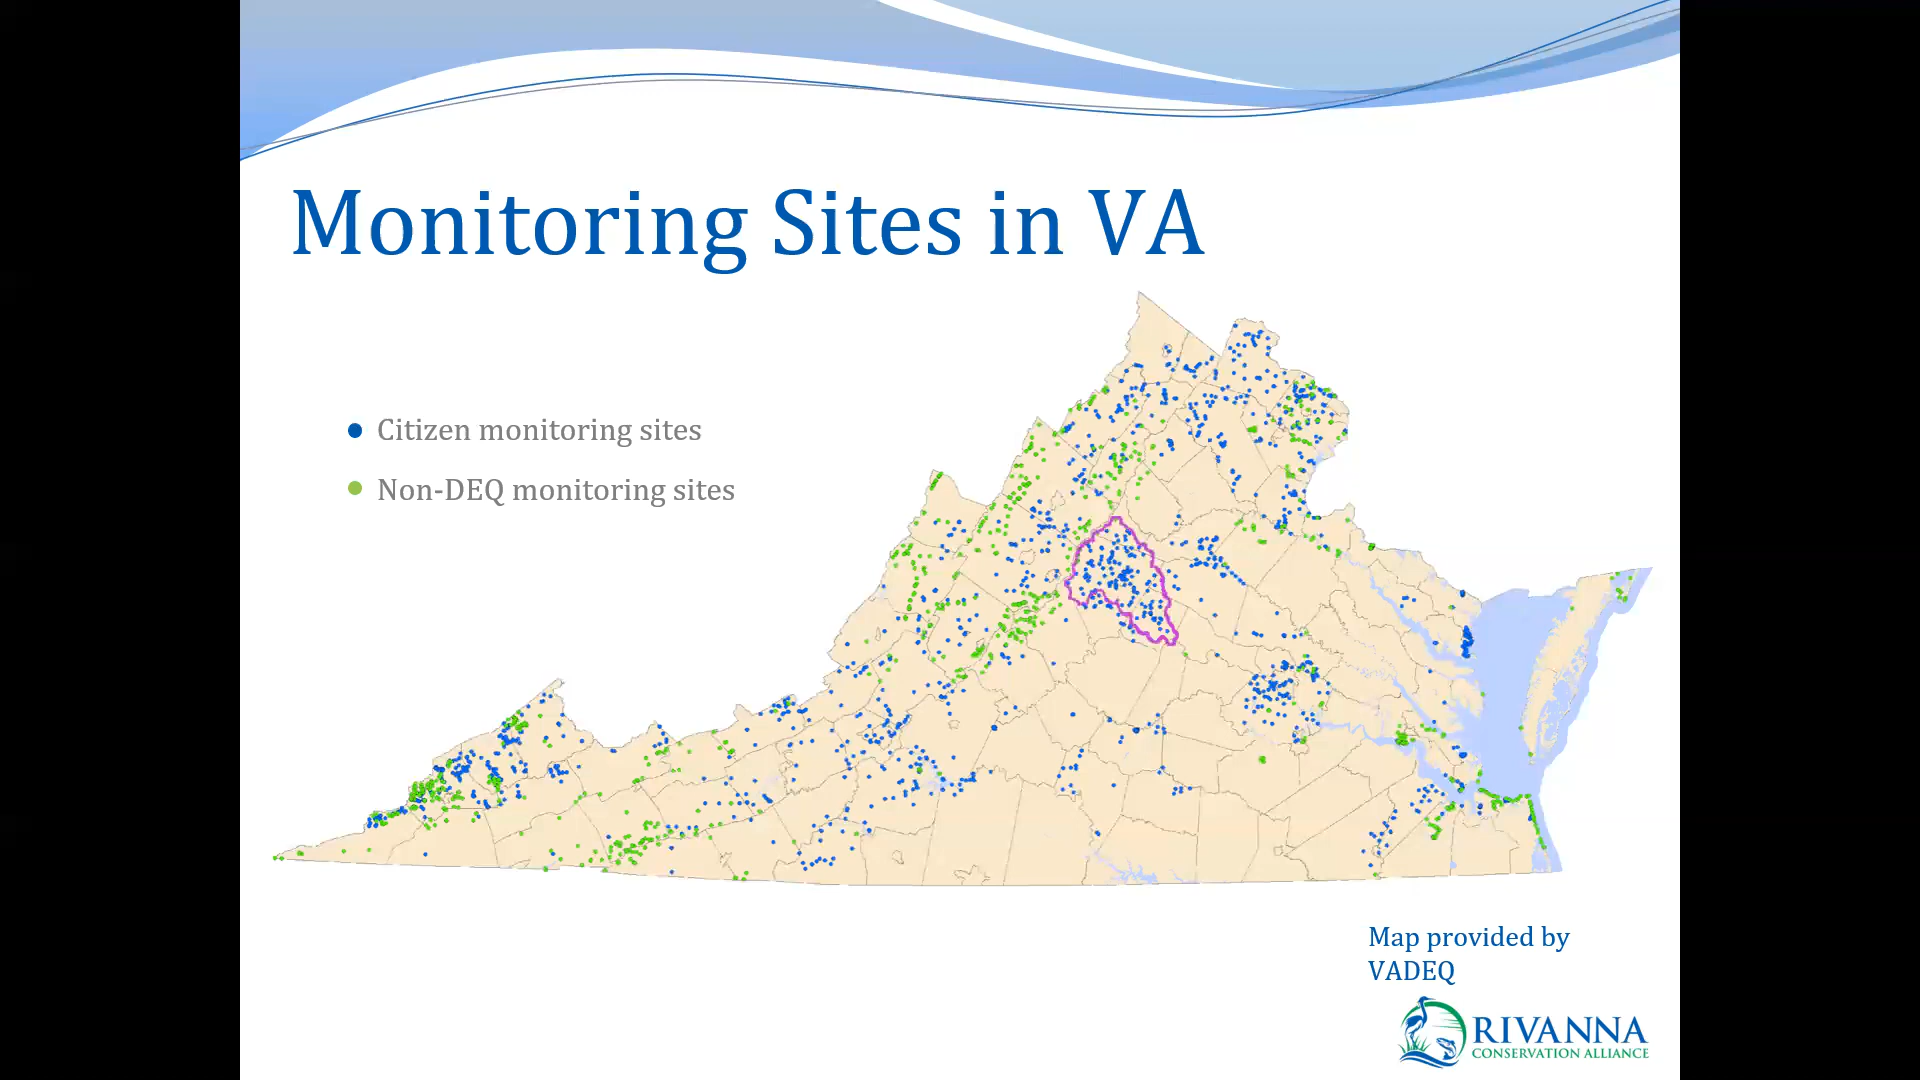 Monitoring Sites in VA
Citizen monitoring sites
Non-DEQ monitoring sites
Map provided by
VADEQ
RIVANNA
CONSERVATION ALLIANCE